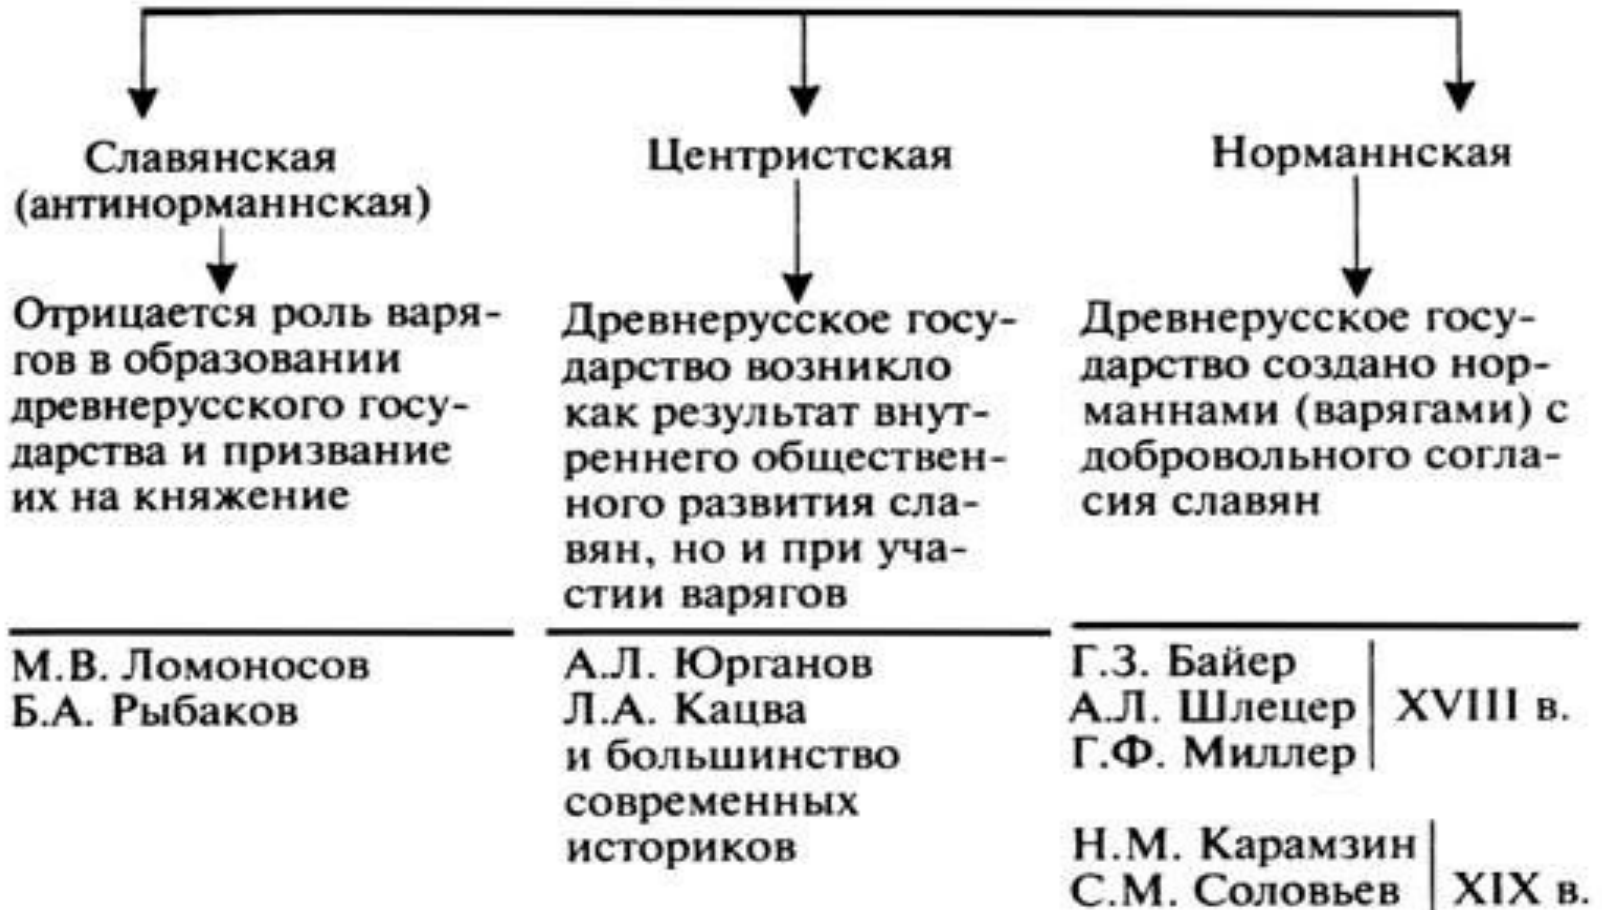 Славянская
(антинорманнская)
Отрицается роль варя-
гов в образовании
древнерусского госу-
дарства и призвание
их на княжение
М.В. Ломоносов
Б.А. Рыбаков
Центристская
Древнерусское госу-
дарство возникло
как результат внут-
реннего обществен-
ного развития сла-
вян, но и при уча-
стии варягов
А.Л. Юрганов
Л.А. Кацва
и большинство
современных
историков
Норманнская
Древнерусское госу-
дарство создано нор-
маннами (варягами) с
добровольного согла-
сия славян
Г.З. Байер
А.Л. Шлецер XVIII в.
Г.Ф. Миллер
Н.М. Карамзин
С.М. Соловьев XIX в.